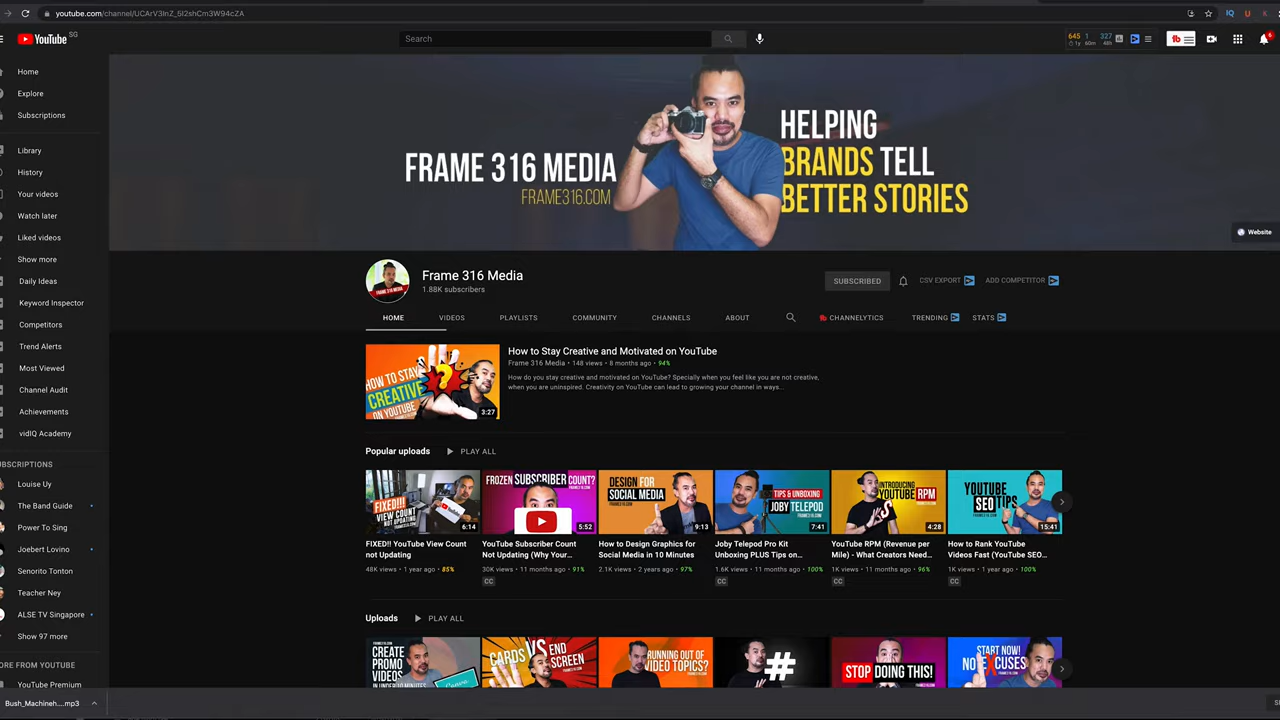 youtube.com/channel/UCArV3InZ_5I2shCm3W94cZA
YouTube SG
Search
645 1 327
1y 60m 48h
6
Home
Explore
Subscriptions
Library
History
Your videos
Watch later
Liked videos
Show more
Daily Ideas
Keyword Inspector
Competitors
Trend Alerts
Most Viewed
Channel Audit
Achievements
vidIQ Academy
UBSCRIPTIONS
Louise Uy
The Band Guide
Power To Sing
Joebert Lovino
Senorito Tonton
Teacher Ney
ALSE TV Singapore
Show 97 more
ORE FROM YOUTUBE
YouTube Premium
FRAME 316 MEDIA
FRAME316.COM
HELPING
BRANDS TELL
BETTER STORIES
Website
Frame 316 Media
1.88K subscribers
SUBSCRIBED
CSV EXPORT
ADD COMPETITOR
HOME VIDEOS PLAYLISTS COMMUNITY CHANNELS ABOUT CHANNELYTICS TRENDING STATS
HOW TO STAY
CREATIVE
ON YOUTUBE
3:27
How to Stay Creative and Motivated on YouTube
Frame 316 Media • 148 views • 8 months ago • 94%
How do you stay creative and motivated on YouTube? Specially when you feel like you are not creative,
when you are uninspired. Creativity on YouTube can lead to growing your channel in ways...
Popular uploads PLAY ALL
FIXED!!! YOUTUBE
VIEW COUNT
NOT UPDATING
6:14
FIXED!! YouTube View Count
not Updating
48K views • 1 year ago • 85%
FROZEN SUBSCRIBER COUNT?
5:52
YouTube Subscriber Count
Not Updating (Why Your...
30K views • 11 months ago • 91%
CC
DESIGN FOR
SOCIAL MEDIA
9:13
How to Design Graphics for
Social Media in 10 Minutes
2.1K views • 2 years ago • 97%
TIPS & UNBOXING
JOBY TELEPOD
7:41
Joby Telepod Pro Kit
Unboxing PLUS Tips on...
1.6K views • 11 months ago • 100%
CC
INTRODUCING
YOUTUBE RPM
4:28
YouTube RPM (Revenue per
Mile) - What Creators Need...
1K views • 11 months ago • 96%
CC
YOUTUBE
SEO TIPS
15:41
How to Rank YouTube
Videos Fast (YouTube SEO...
1K views • 1 year ago • 100%
CC
Uploads PLAY ALL
CREATE
PROMO
VIDEOS
CARDS VS END
SCREEN
RUNNING OUT OF
VIDEO TOPICS?
#
STOP DOING THIS!
START NOW!
NO EXCUSES
Bush_Machineh....mp3